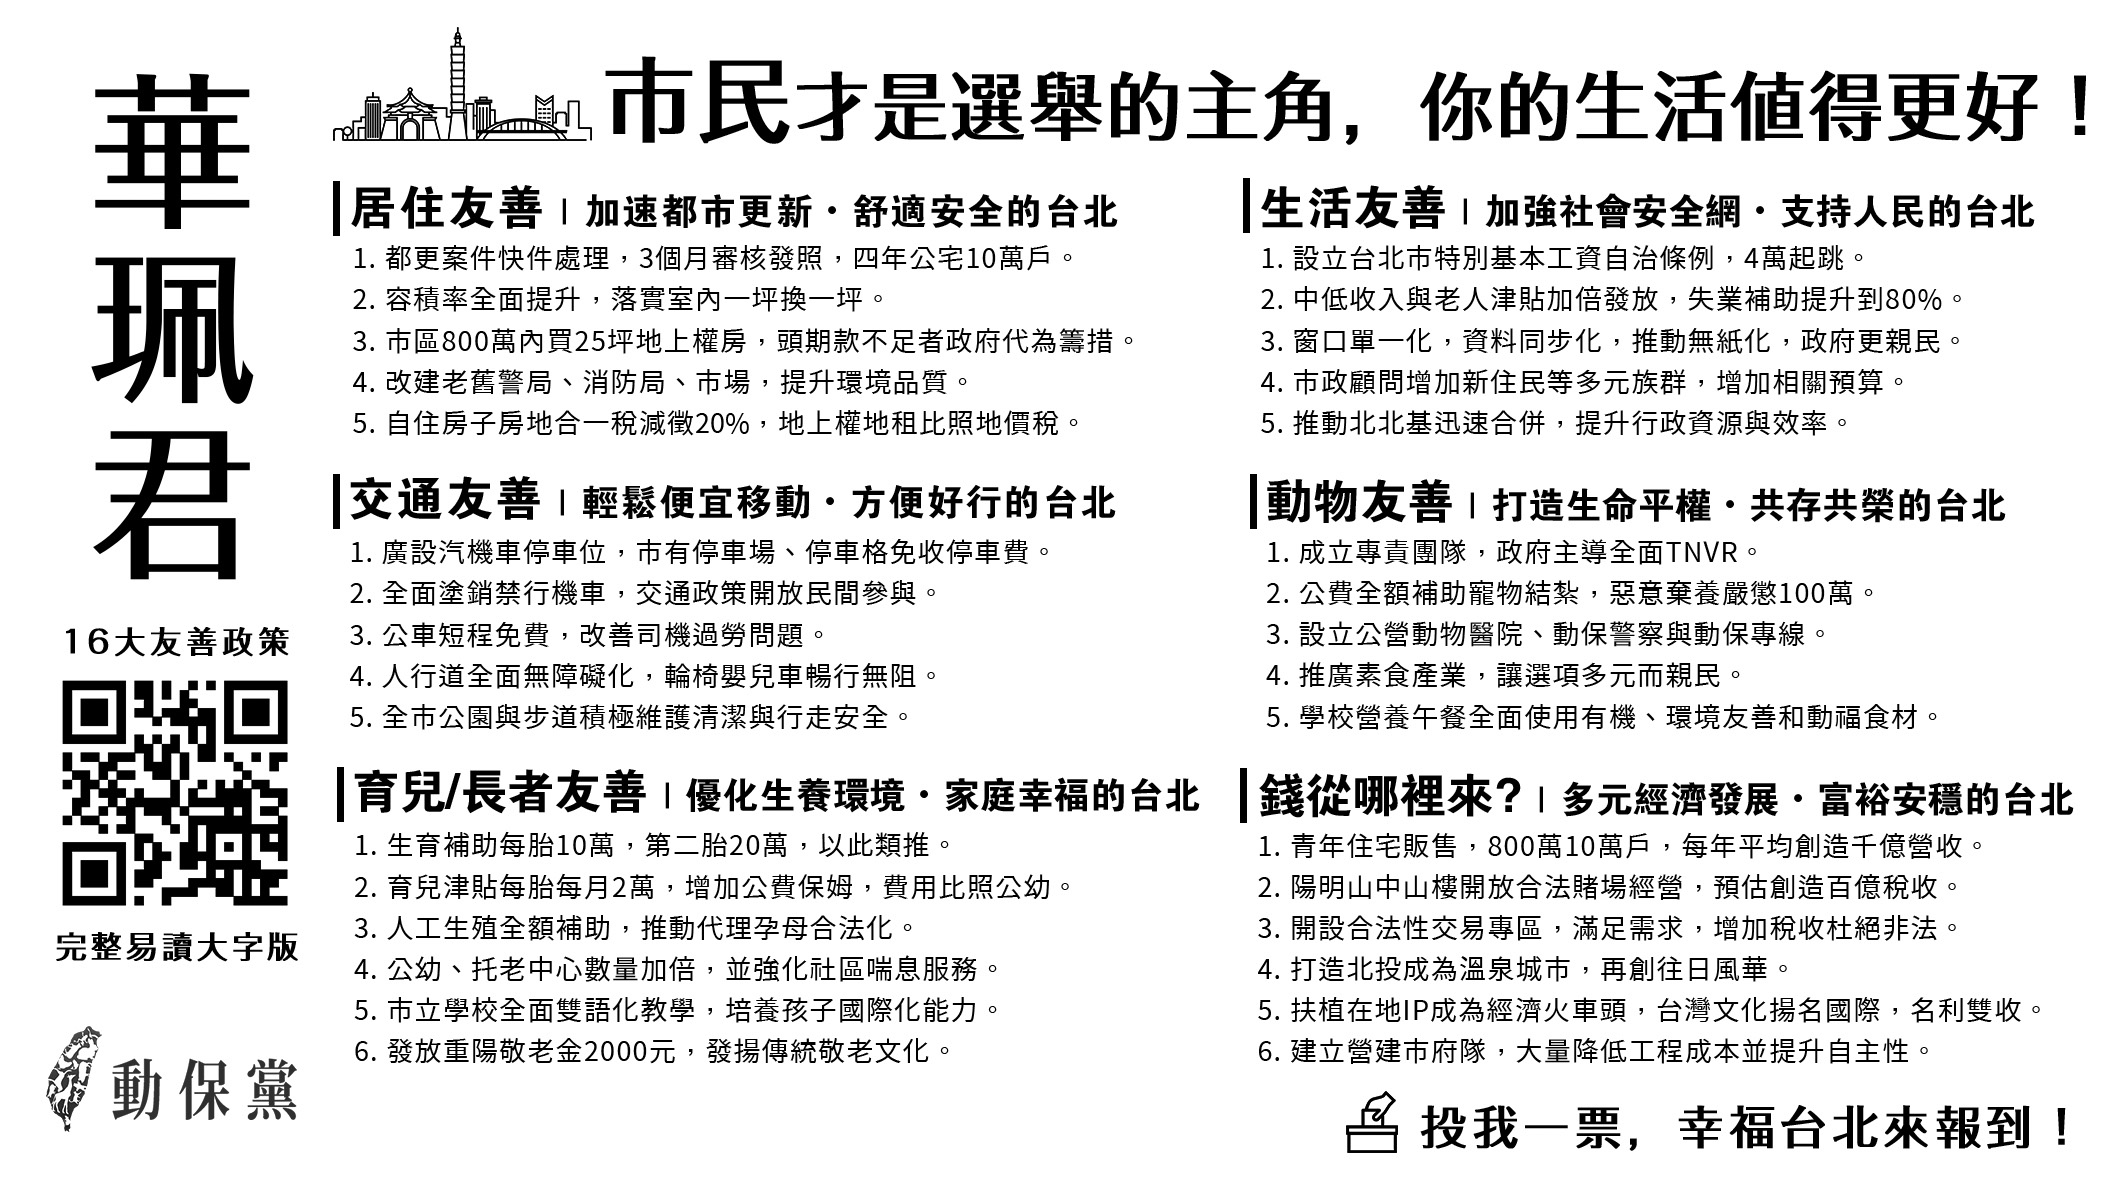 華珮君
16大友善政策
完整易讀大字版
動保黨
市民才是選舉的主角，你的生活值得更好！
居住友善 | 加速都市更新・舒適安全的台北
1. 都更案件快件處理，3個月審核發照，四年公宅10萬戶。
2. 容積率全面提升，落實室內一坪換一坪。
3. 市區800萬內買25坪地上權房，頭期款不足者政府代為籌措。
4. 改建老舊警局、消防局、市場，提升環境品質。
5. 自住房子房地合一稅減徵20%，地上權地租比照地價稅。
交通友善 | 輕鬆便宜移動・方便好行的台北
1. 廣設汽機車停車位，市有停車場、停車格免收停車費。
2. 全面塗銷禁行機車，交通政策開放民間參與。
3. 公車短程免費，改善司機過勞問題。
4. 人行道全面無障礙化，輪椅嬰兒車暢行無阻。
5. 全市公園與步道積極維護清潔與行走安全。
育兒/長者友善 | 優化生養環境・家庭幸福的台北
1. 生育補助每胎10萬，第二胎20萬，以此類推。
2. 育兒津貼每胎每月2萬，增加公費保姆，費用比照公幼。
3. 人工生殖全額補助，推動代理孕母合法化。
4. 公幼、托老中心數量加倍，並強化社區喘息服務。
5. 市立學校全面雙語化教學，培養孩子國際化能力。
6. 發放重陽敬老金2000元，發揚傳統敬老文化。
生活友善 | 加強社會安全網・支持人民的台北
1. 設立台北市特別基本工資自治條例，4萬起跳。
2. 中低收入與老人津貼加倍發放，失業補助提升到80%。
3. 窗口單一化，資料同步化，推動無紙化，政府更親民。
4. 市政顧問增加新住民等多元族群，增加相關預算。
5. 推動北北基迅速合併，提升行政資源與效率。
動物友善 | 打造生命平權・共存共榮的台北
1. 成立專責團隊，政府主導全面TNVR。
2. 公費全額補助寵物結紮，惡意棄養嚴懲100萬。
3. 設立公營動物醫院、動保警察與動保專線。
4. 推廣素食產業，讓選項多元而親民。
5. 學校營養午餐全面使用有機、環境友善和動福食材。
錢從哪裡來? | 多元經濟發展・富裕安穩的台北
1. 青年住宅販售，800萬10萬戶，每年平均創造千億營收。
2. 陽明山中山樓開放合法賭場經營，預估創造百億稅收。
3. 開設合法性交易專區，滿足需求，增加稅收杜絕非法。
4. 打造北投成為溫泉城市，再創往日風華。
5. 扶植在地IP成為經濟火車頭，台灣文化揚名國際，名利雙收。
6. 建立營建市府隊，大量降低工程成本並提升自主性。
投我一票，幸福台北來報到！